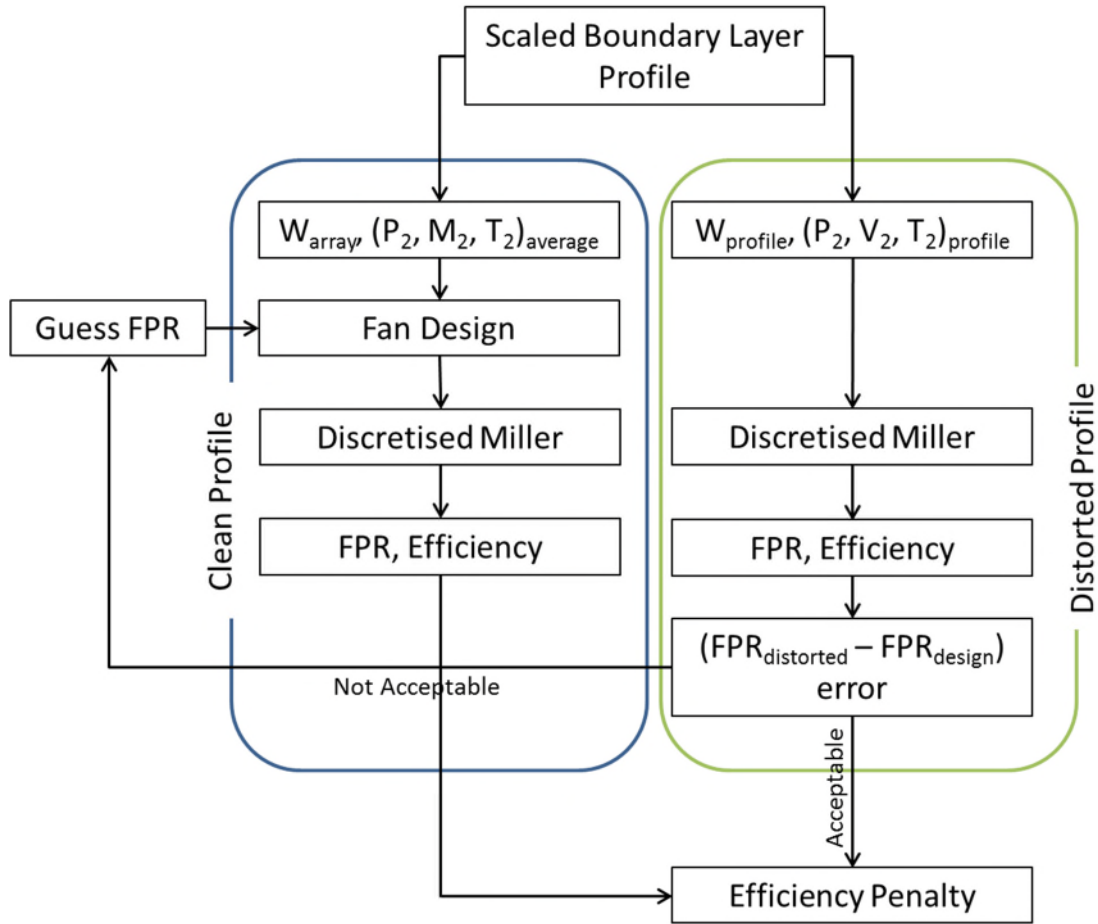 Scaled Boundary Layer
Profile
W_array, (P_2, M_2, T_2)_average
W_profile, (P_2, V_2, T_2)_profile
Guess FPR
Fan Design
Clean Profile
Discretised Miller
Discretised Miller
Distorted Profile
FPR, Efficiency
FPR, Efficiency
(FPR_distorted – FPR_design)
error
Not Acceptable
Acceptable
Efficiency Penalty